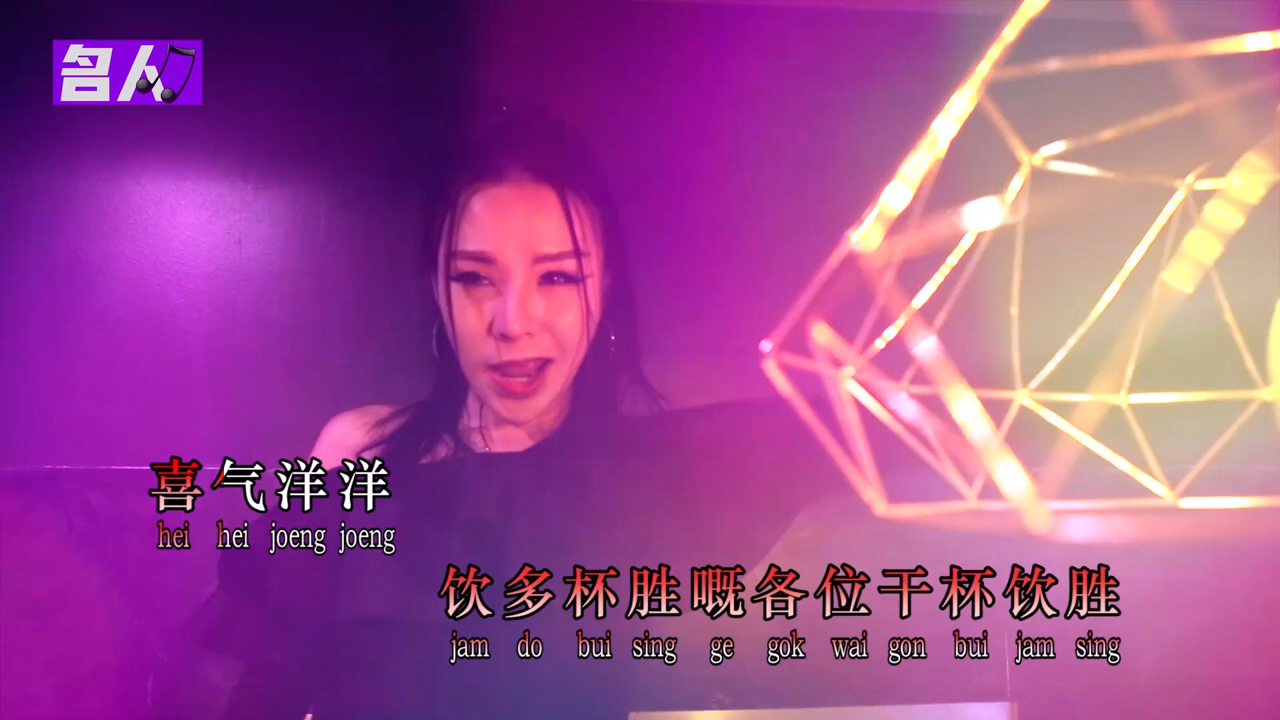 名人
喜气洋洋
hei hei joeng joeng
饮多杯胜嘅各位干杯饮胜
jam do bui sing ge gok wai gon bui jam sing